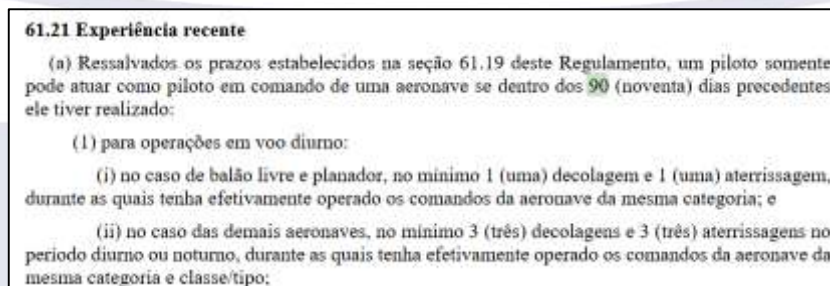 61.21 Experiência recente
(a) Ressalvados os prazos estabelecidos na seção 61.19 deste Regulamento, um piloto somente
pode atuar como piloto em comando de uma aeronave se dentro dos 90 (noventa) dias precedentes
ele tiver realizado:
(1) para operações em voo diurno:
(i) no caso de balão livre e planador, no mínimo 1 (uma) decolagem e 1 (uma) aterrissagem,
durante as quais tenha efetivamente operado os comandos da aeronave da mesma categoria; e
(ii) no caso das demais aeronaves, no mínimo 3 (três) decolagens e 3 (três) aterrissagens no
período diurno ou noturno, durante as quais tenha efetivamente operado os comandos da aeronave da
mesma categoria e classe/tipo;